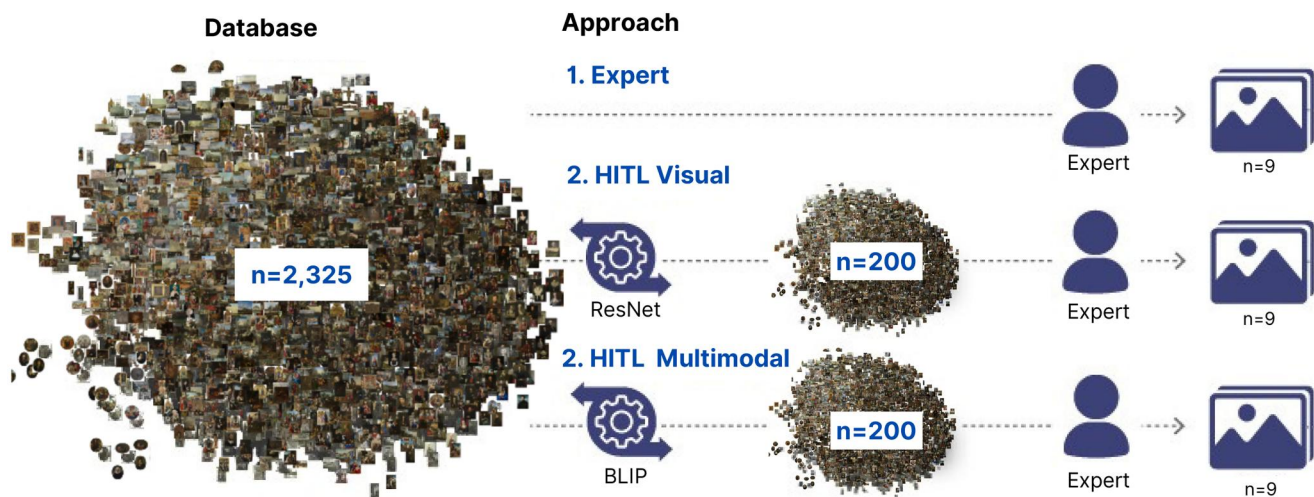 Database
Approach
1. Expert
Expert
n=9
2. HITL Visual
n=2,325
ResNet
n=200
Expert
n=9
2. HITL Multimodal
BLIP
n=200
Expert
n=9